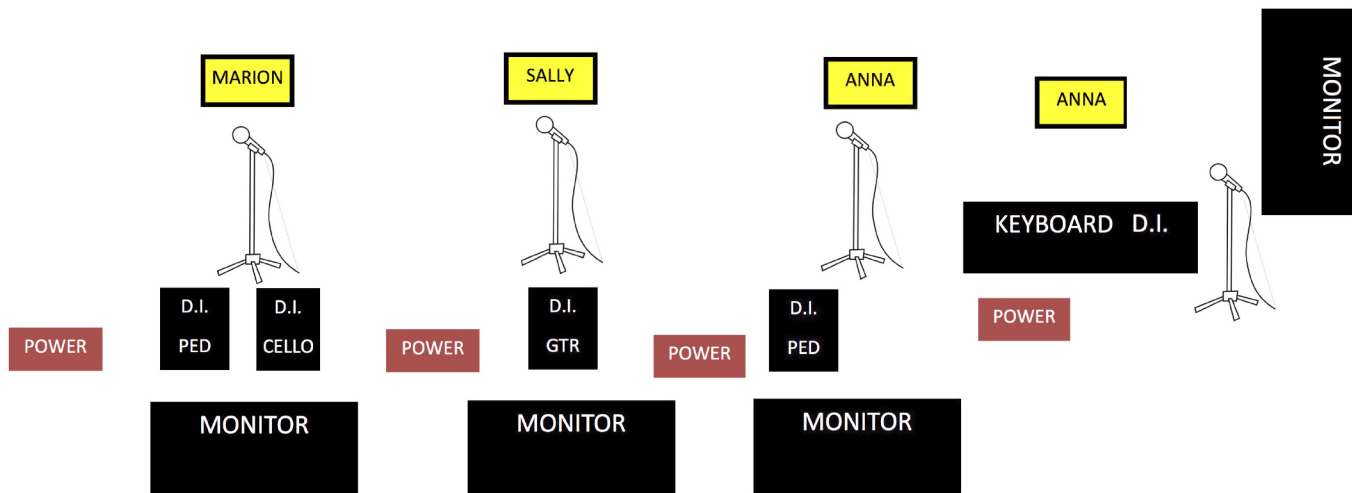 MARION
SALLY
ANNA
ANNA
MONITOR
KEYBOARD D.I.
D.I.
PED
D.I.
CELLO
D.I.
GTR
D.I.
PED
POWER
POWER
POWER
POWER
MONITOR
MONITOR
MONITOR